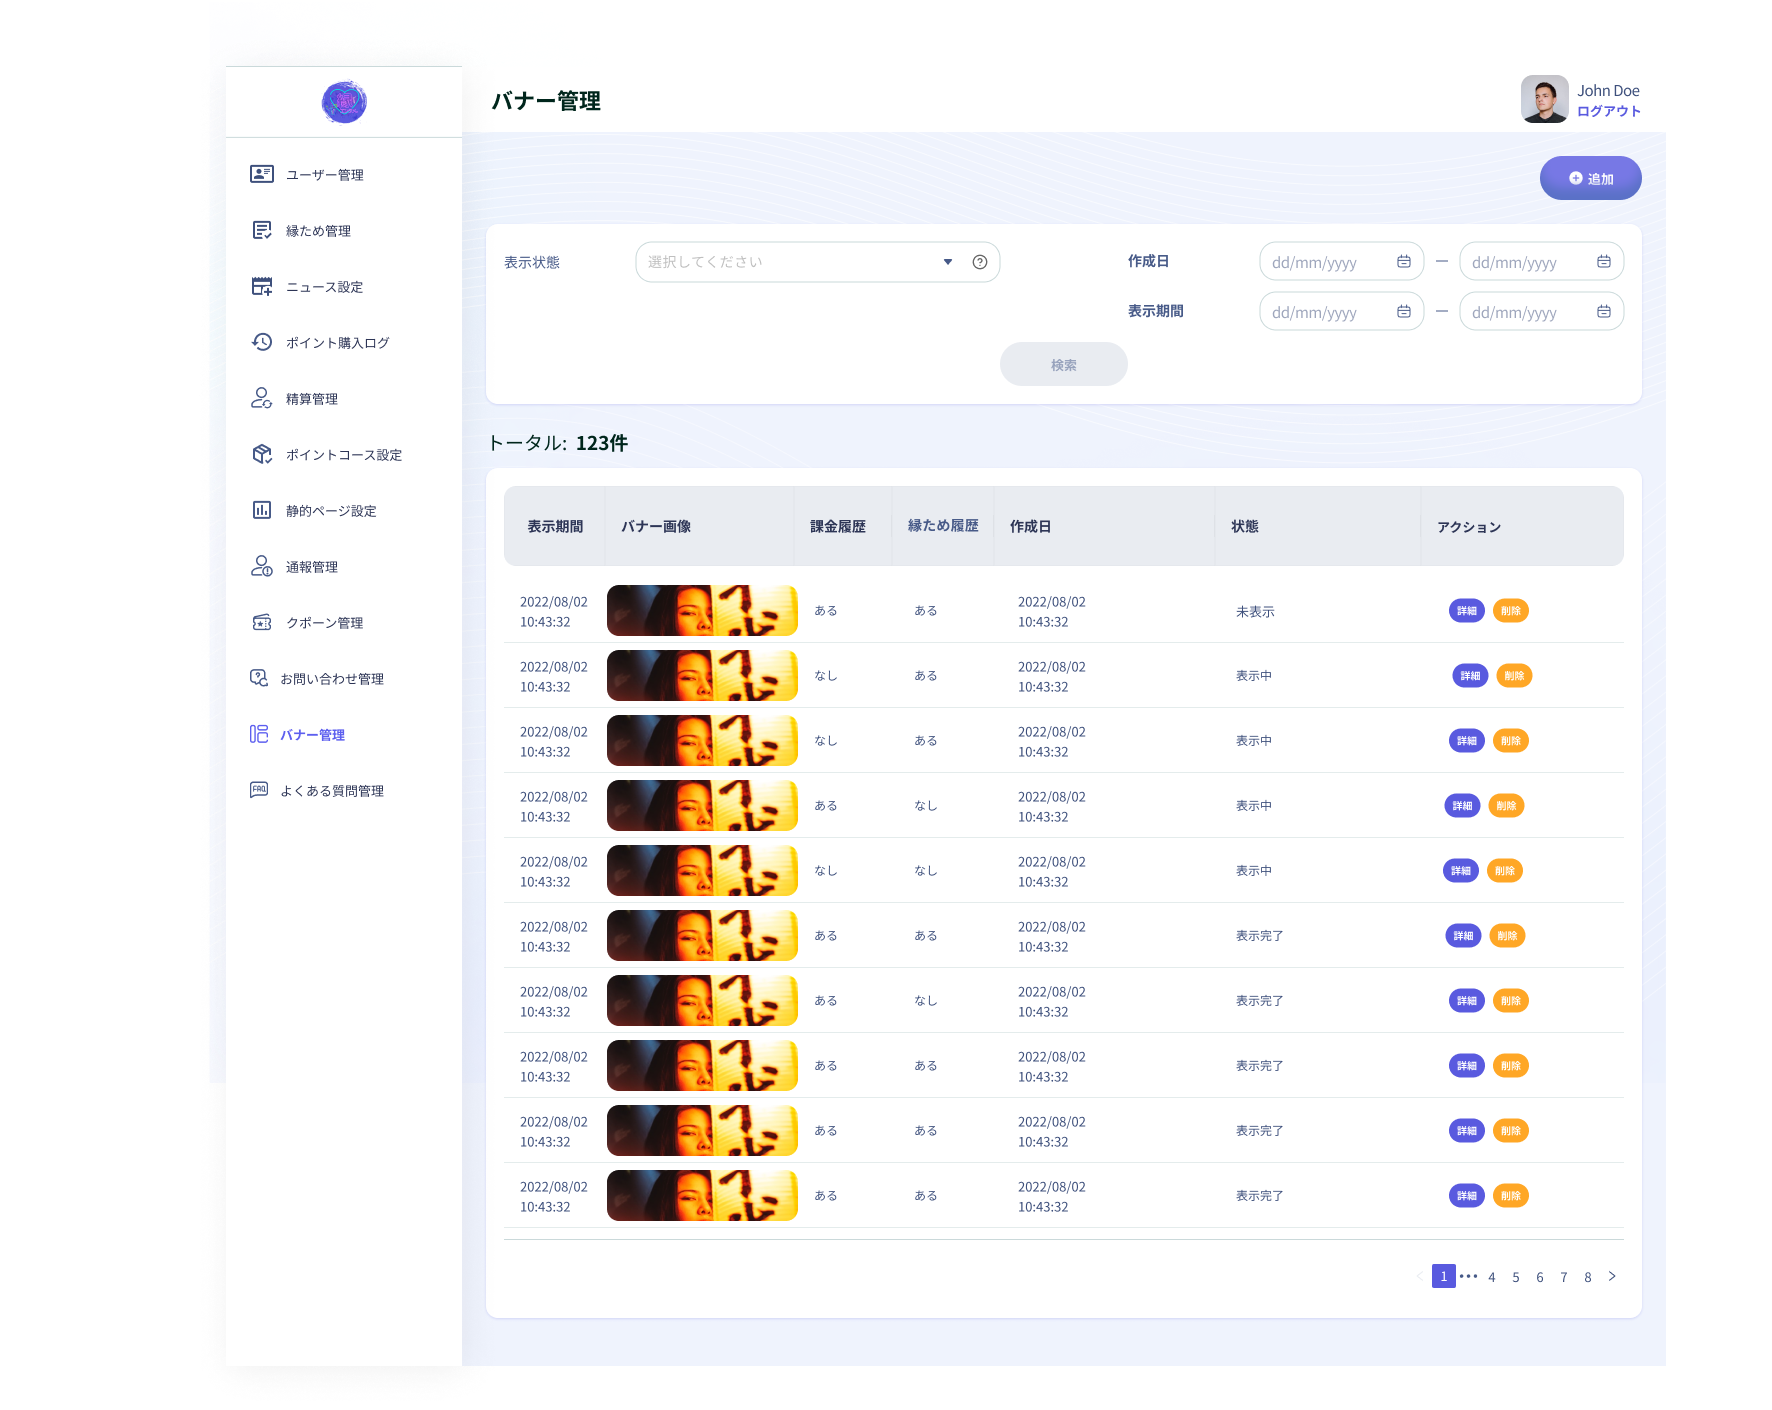 バナー管理
John Doe
ログアウト
ユーザー管理
縁ため管理
ニュース設定
ポイント購入ログ
精算管理
ポイントコース設定
静的ページ設定
通報管理
クポーン管理
お問い合わせ管理
バナー管理
FAQ よくある質問管理
追加
表示状態 選択してください 作成日 dd/mm/yyyy — dd/mm/yyyy
表示期間 dd/mm/yyyy — dd/mm/yyyy
検索
トータル: 123件
表示期間 バナー画像 課金履歴 縁ため履歴 作成日 状態 アクション
2022/08/02 10:43:32 ある ある 2022/08/02 10:43:32 未表示 詳細 削除
2022/08/02 10:43:32 なし ある 2022/08/02 10:43:32 表示中 詳細 削除
2022/08/02 10:43:32 なし ある 2022/08/02 10:43:32 表示中 詳細 削除
2022/08/02 10:43:32 ある なし 2022/08/02 10:43:32 表示中 詳細 削除
2022/08/02 10:43:32 なし なし 2022/08/02 10:43:32 表示中 詳細 削除
2022/08/02 10:43:32 ある ある 2022/08/02 10:43:32 表示完了 詳細 削除
2022/08/02 10:43:32 ある なし 2022/08/02 10:43:32 表示完了 詳細 削除
2022/08/02 10:43:32 ある ある 2022/08/02 10:43:32 表示完了 詳細 削除
2022/08/02 10:43:32 ある ある 2022/08/02 10:43:32 表示完了 詳細 削除
2022/08/02 10:43:32 ある ある 2022/08/02 10:43:32 表示完了 詳細 削除
1 ••• 4 5 6 7 8